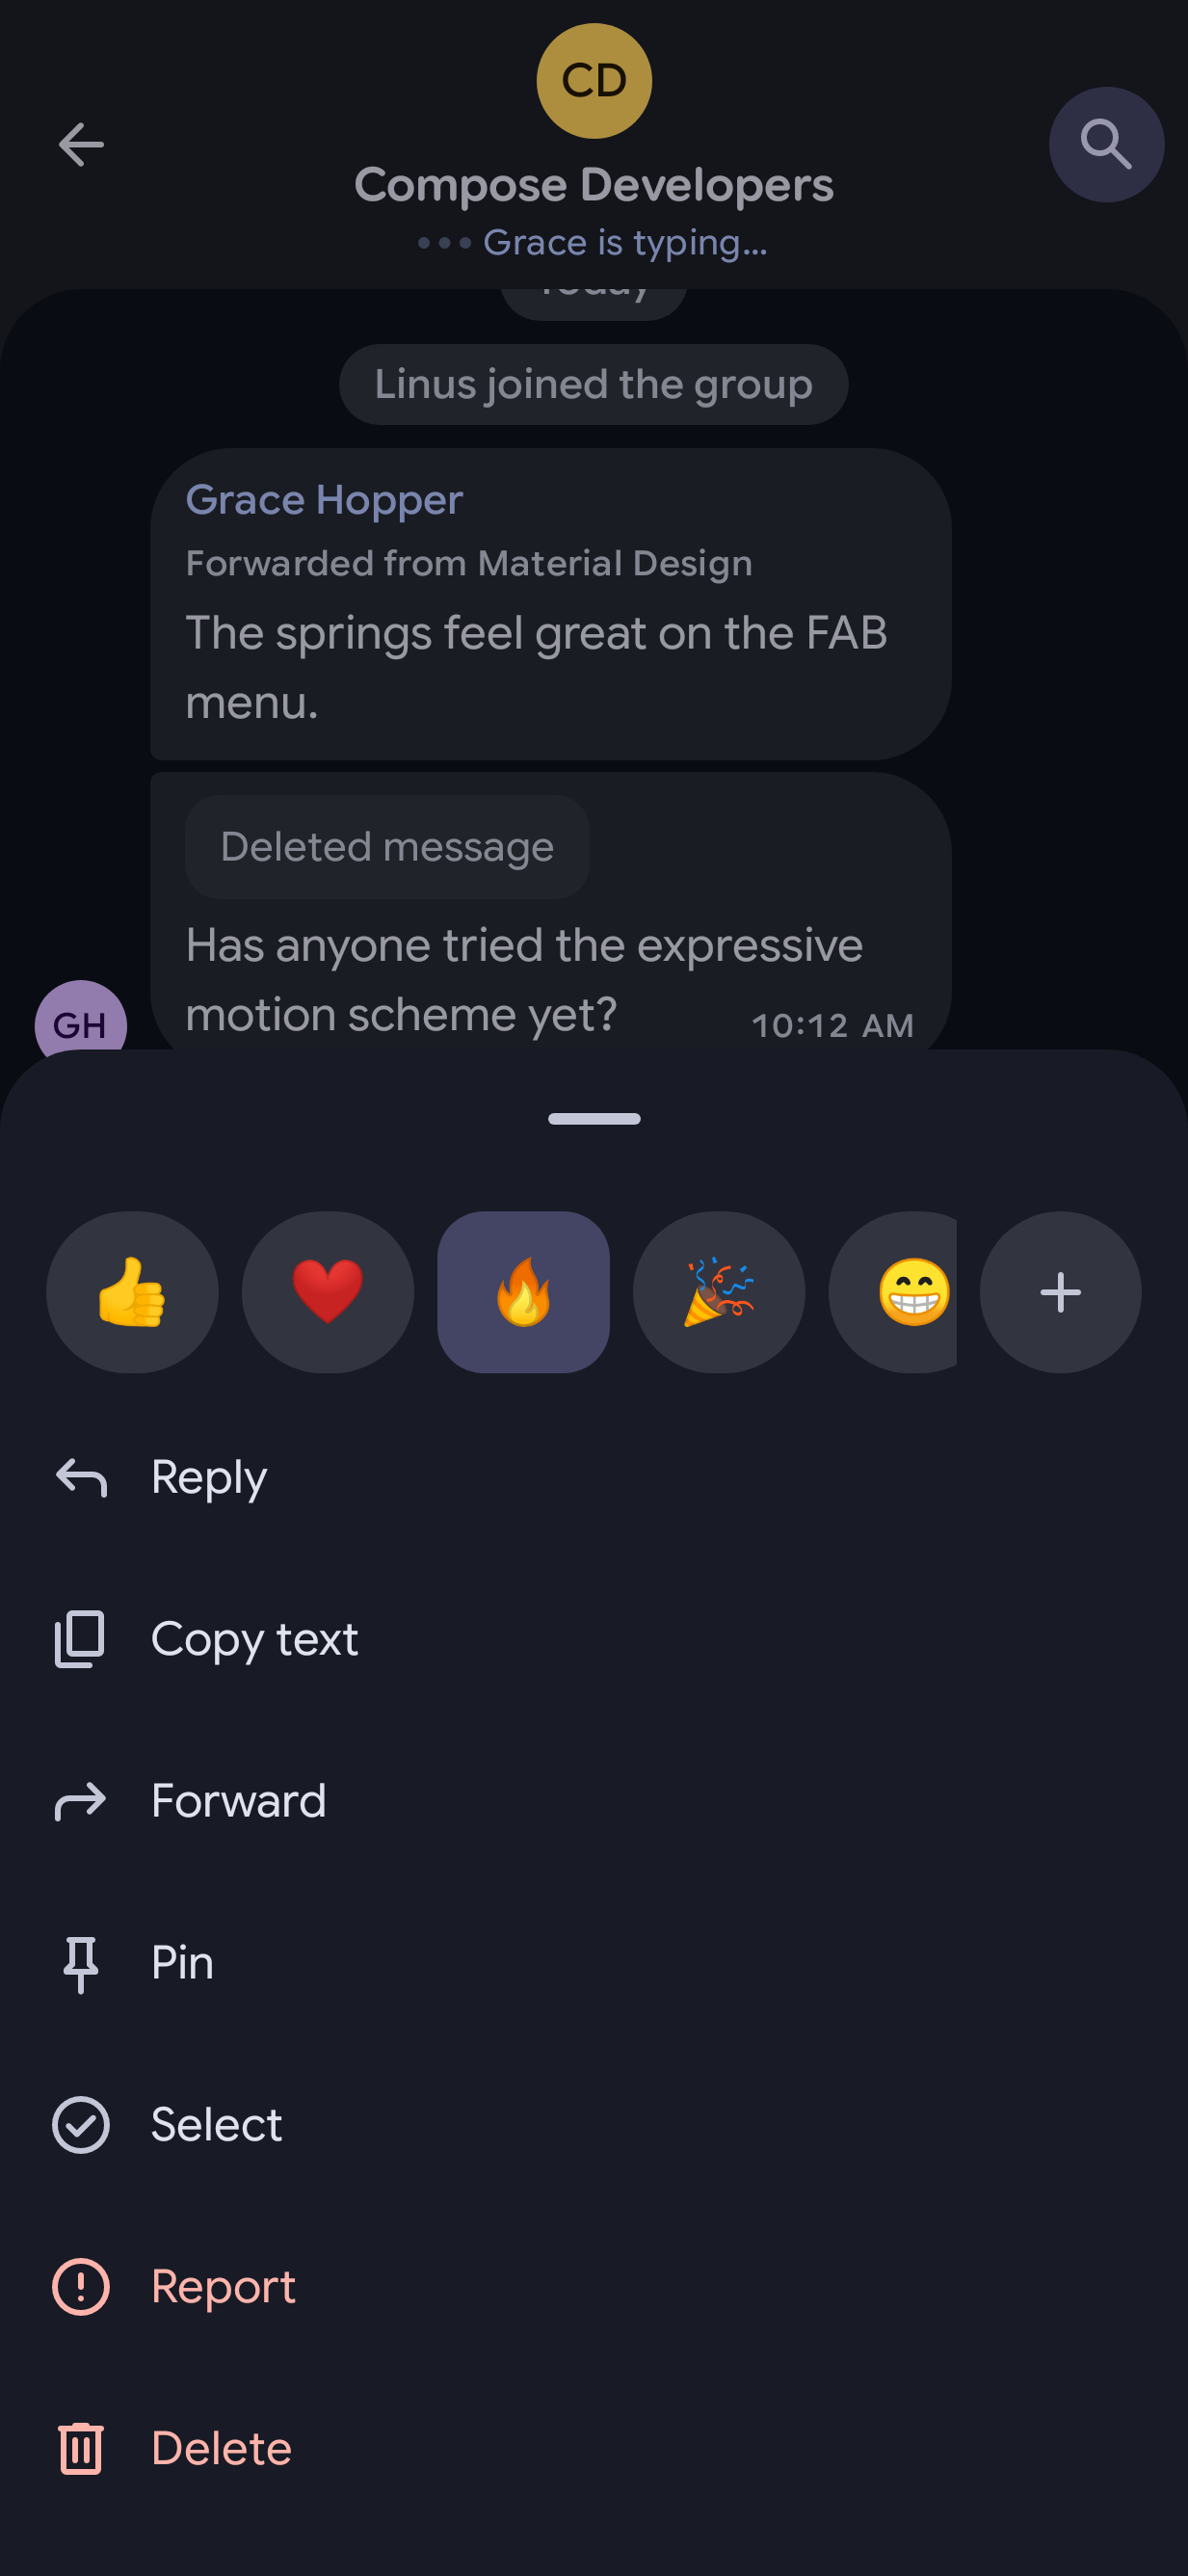 CD
Compose Developers
Grace is typing...
Today
Linus joined the group
Grace Hopper
Forwarded from Material Design
The springs feel great on the FAB
menu.
Deleted message
Has anyone tried the expressive
motion scheme yet?
10:12 AM
GH
Reply
Copy text
Forward
Pin
Select
Report
Delete